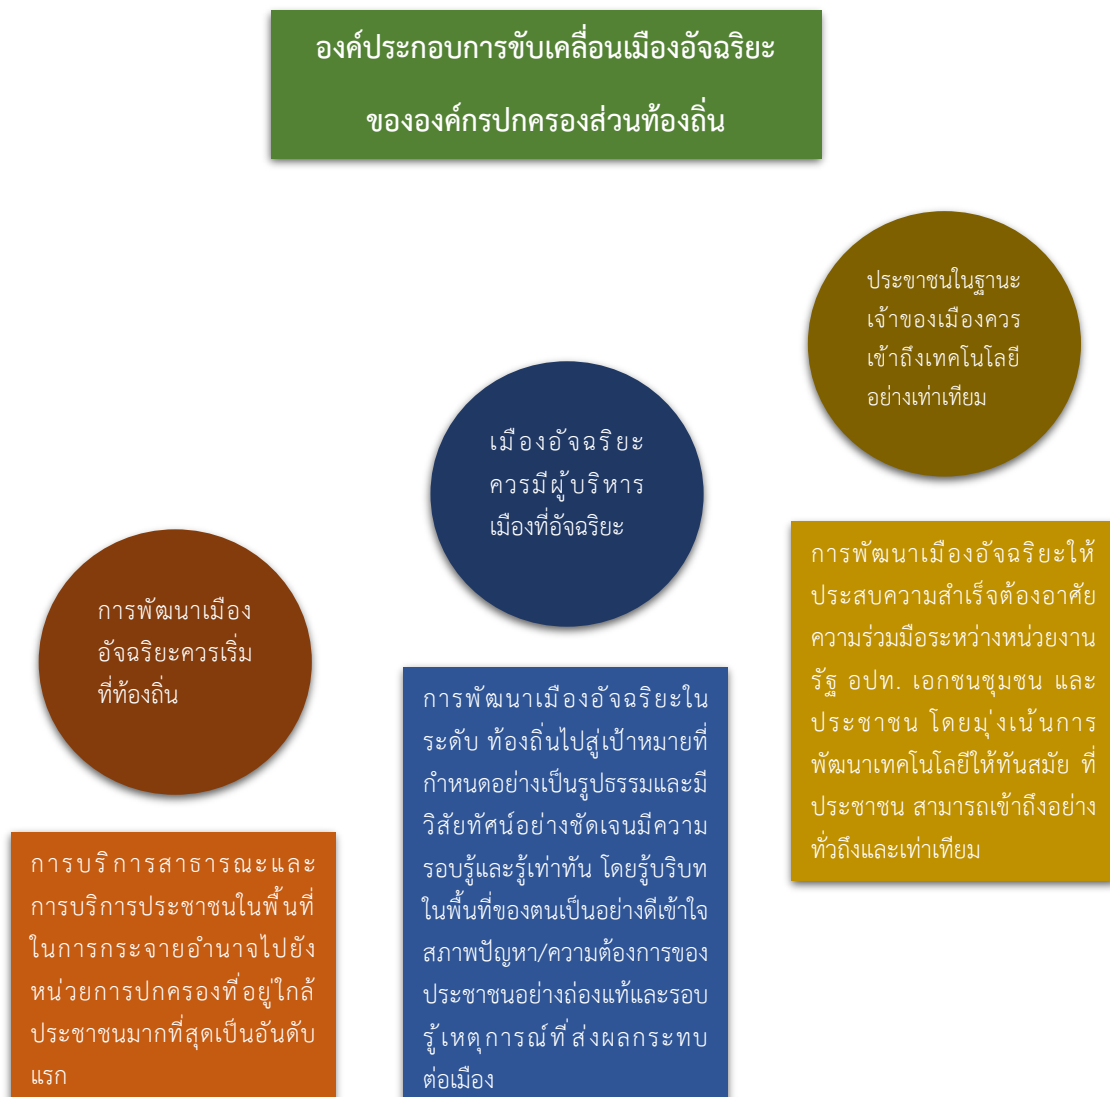 องค์ประกอบการขับเคลื่อนเมืองอัจฉริยะ
ขององค์กรปกครองส่วนท้องถิ่น
การพัฒนาเมือง
อัจฉริยะควรเริ่ม
ที่ท้องถิ่น
การบริการสาธารณะและ
การบริการประชาชนในพื้นที่
ในการกระจายอำนาจไปยัง
หน่วยการปกครองที่อยู่ใกล้
ประชาชนมากที่สุดเป็นอันดับ
แรก
เมืองอัจฉริยะ
ควรมีผู้บริหาร
เมืองที่อัจฉริยะ
การพัฒนาเมืองอัจฉริยะใน
ระดับ ท้องถิ่นไปสู่เป้าหมายที่
กำหนดอย่างเป็นรูปธรรมและมี
วิสัยทัศน์อย่างชัดเจนมีความ
รอบรู้และรู้เท่าทัน โดยรู้บริบท
ในพื้นที่ของตนเป็นอย่างดีเข้าใจ
สภาพปัญหา/ความต้องการของ
ประชาชนอย่างถ่องแท้และรอบ
รู้เหตุการณ์ที่ส่งผลกระทบ
ต่อเมือง
ประขาชนในฐานะ
เจ้าของเมืองควร
เข้าถึงเทคโนโลยี
อย่างเท่าเทียม
การพัฒนาเมืองอัจฉริยะให้
ประสบความสำเร็จต้องอาศัย
ความร่วมมือระหว่างหน่วยงาน
รัฐ อปท. เอกชนชุมชน และ
ประชาชน โดยมุ่งเน้นการ
พัฒนาเทคโนโลยีให้ทันสมัย ที่
ประชาชน สามารถเข้าถึงอย่าง
ทั่วถึงและเท่าเทียม